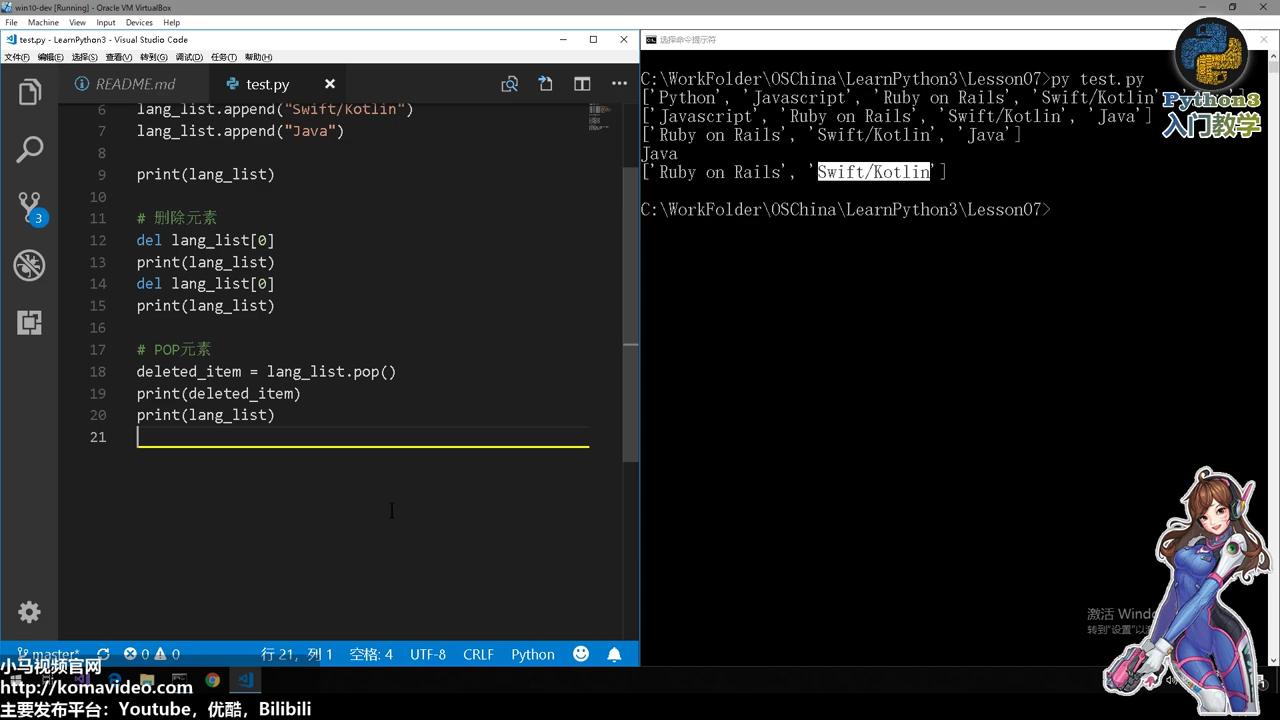 win10-dev [Running] - Oracle VM VirtualBox
File Machine View Input Devices Help
test.py - LearnPython3 - Visual Studio Code
文件(F) 编辑(E) 选择(S) 查看(V) 转到(G) 调试(D) 任务(T) 帮助(H)
README.md test.py
6 lang_list.append("Swift/Kotlin")
7 lang_list.append("Java")
8
9 print(lang_list)
10
11 # 删除元素
12 del lang_list[0]
13 print(lang_list)
14 del lang_list[0]
15 print(lang_list)
16
17 # POP元素
18 deleted_item = lang_list.pop()
19 print(deleted_item)
20 print(lang_list)
21
3
master* 0 0 行 21，列 1 空格: 4 UTF-8 CRLF Python
选择命令提示符
C:\WorkFolder\OSChina\LearnPython3\Lesson07>py test.py
['Python', 'Javascript', 'Ruby on Rails', 'Swift/Kotlin'
['Javascript', 'Ruby on Rails', 'Swift/Kotlin', 'Java']
['Ruby on Rails', 'Swift/Kotlin', 'Java']
Java
['Ruby on Rails', 'Swift/Kotlin']
C:\WorkFolder\OSChina\LearnPython3\Lesson07>
Python3
入门教学
激活
转到"设置"以
小马视频官网
http://komavideo.com
主要发布平台：Youtube，优酷，Bilibili